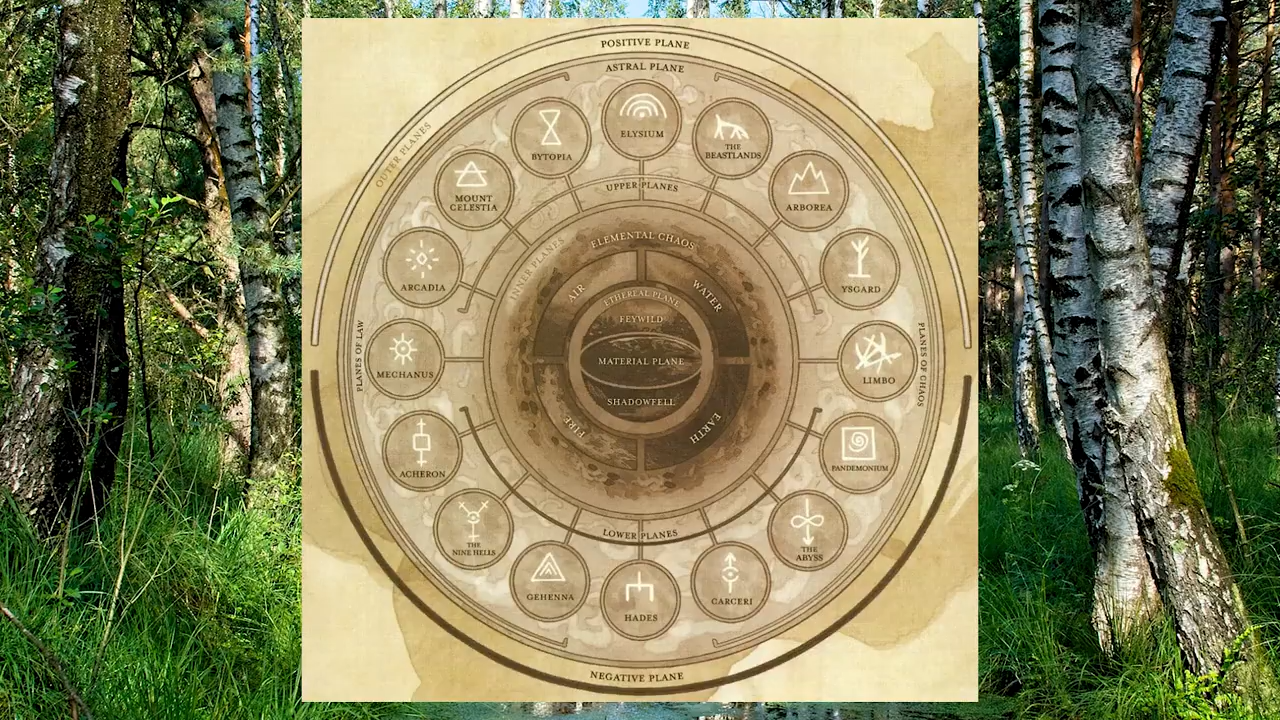 POSITIVE PLANE
ASTRAL PLANE
OUTER PLANES
ELYSIUM
BYTOPIA
THE
BEASTLANDS
MOUNT
CELESTIA
ARBOREA
UPPER PLANES
INNER PLANES
ELEMENTAL CHAOS
ARCADIA
YSGARD
AIR
WATER
ETHEREAL PLANE
FEYWILD
PLANES OF LAW
MATERIAL PLANE
PLANES OF CHAOS
MECHANUS
LIMBO
SHADOWFELL
FIRE
EARTH
ACHERON
PANDEMONIUM
LOWER PLANES
THE
NINE HELLS
THE
ABYSS
GEHENNA
CARCERI
HADES
NEGATIVE PLANE